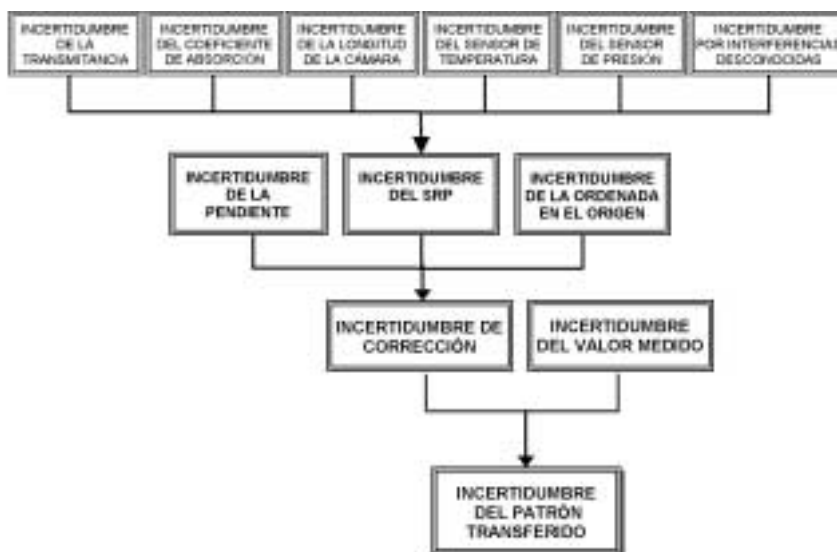 INCERTIDUMBRE
DE LA
TRANSMITANCIA
INCERTIDUMBRE
DEL COEFICIENTE
DE ABSORCIÓN
INCERTIDUMBRE
DE LA LONGITUD
DE LA CÁMARA
INCERTIDUMBRE
DEL SENSOR DE
TEMPERATURA
INCERTIDUMBRE
DEL SENSOR
DE PRESIÓN
INCERTIDUMBRE
POR INTERFERENCIAS
DESCONOCIDAS
INCERTIDUMBRE
DE LA
PENDIENTE
INCERTIDUMBRE
DEL SRP
INCERTIDUMBRE
DE LA ORDENADA
EN EL ORIGEN
INCERTIDUMBRE DE
CORRECCIÓN
INCERTIDUMBRE
DEL VALOR MEDIDO
INCERTIDUMBRE
DEL PATRÓN
TRANSFERIDO